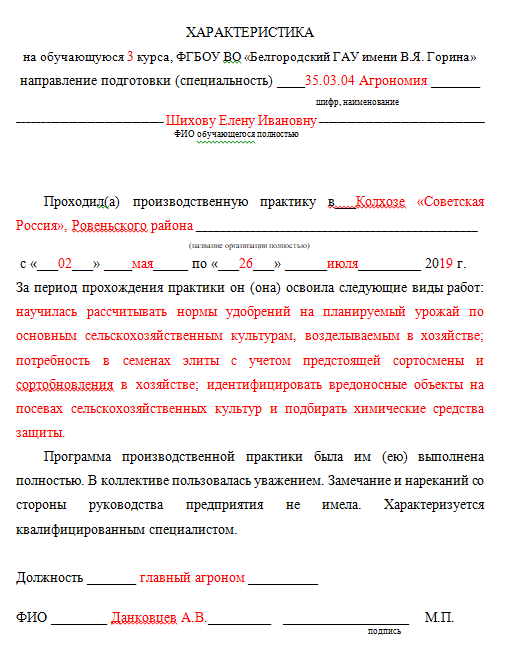 ХАРАКТЕРИСТИКА
на обучающуюся 3 курса, ФГБОУ ВО «Белгородский ГАУ имени В.Я. Горина»
направление подготовки (специальность) ____35.03.04 Агрономия _______
шифр, наименование
_____________________ Шихову Елену Ивановну ________________________
ФИО обучающегося полностью
Проходил(а) производственную практику в___Колхозе «Советская
Россия», Ровеньского района ________________________________________
(название организации полностью)
с «___02___» ____мая_____ по «___26___» ______июля_________ 2019 г.
За период прохождения практики он (она) освоила следующие виды работ:
научилась рассчитывать нормы удобрений на планируемый урожай по
основным сельскохозяйственным культурам, возделываемым в хозяйстве;
потребность в семенах элиты с учетом предстоящей сортосмены и
сортобновления в хозяйстве; идентифицировать вредоносные объекты на
посевах сельскохозяйственных культур и подбирать химические средства
защиты.
Программа производственной практики была им (ею) выполнена
полностью. В коллективе пользовалась уважением. Замечание и нареканий со
стороны руководства предприятия не имела. Характеризуется
квалифицированным специалистом.
Должность _______ главный агроном __________
ФИО ________ Данковцев А.В._________ __________________ М.П.
подпись